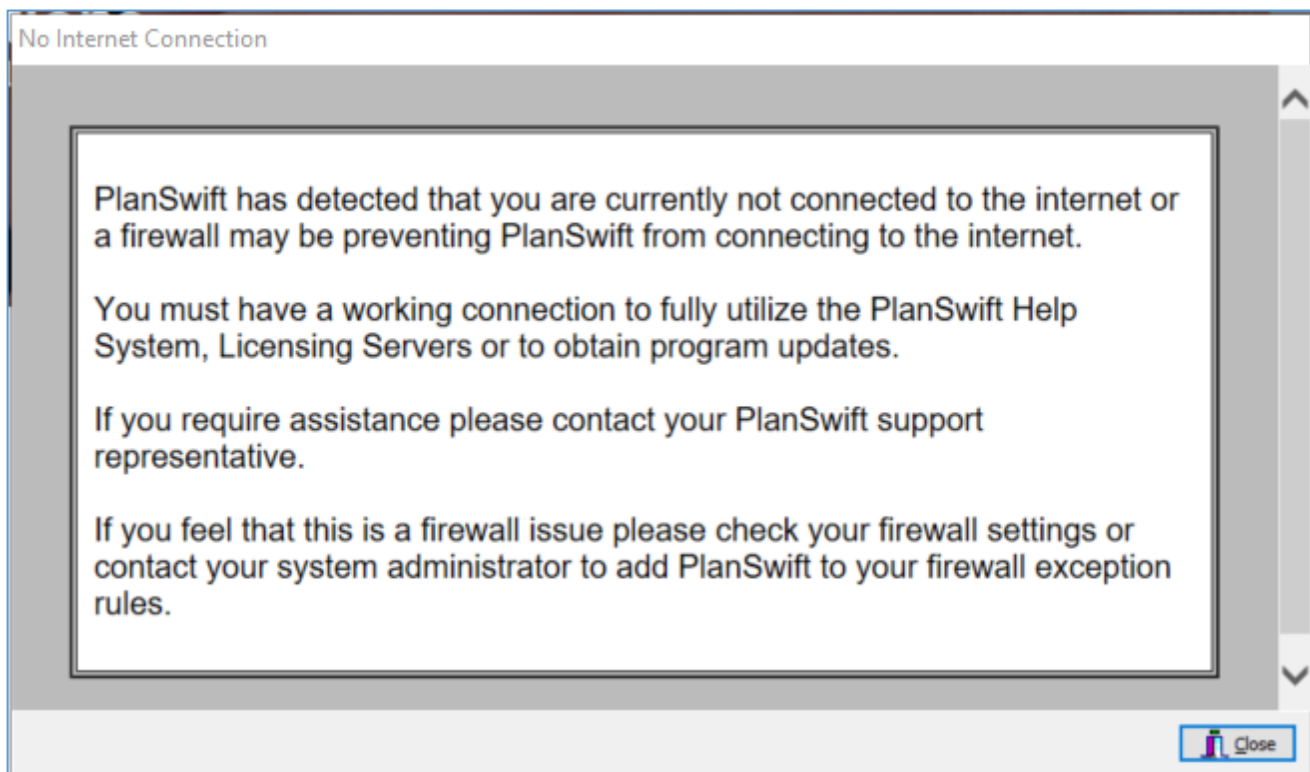 No Internet Connection
PlanSwift has detected that you are currently not connected to the internet or
a firewall may be preventing PlanSwift from connecting to the internet.
You must have a working connection to fully utilize the PlanSwift Help
System, Licensing Servers or to obtain program updates.
If you require assistance please contact your PlanSwift support
representative.
If you feel that this is a firewall issue please check your firewall settings or
contact your system administrator to add PlanSwift to your firewall exception
rules.
Close